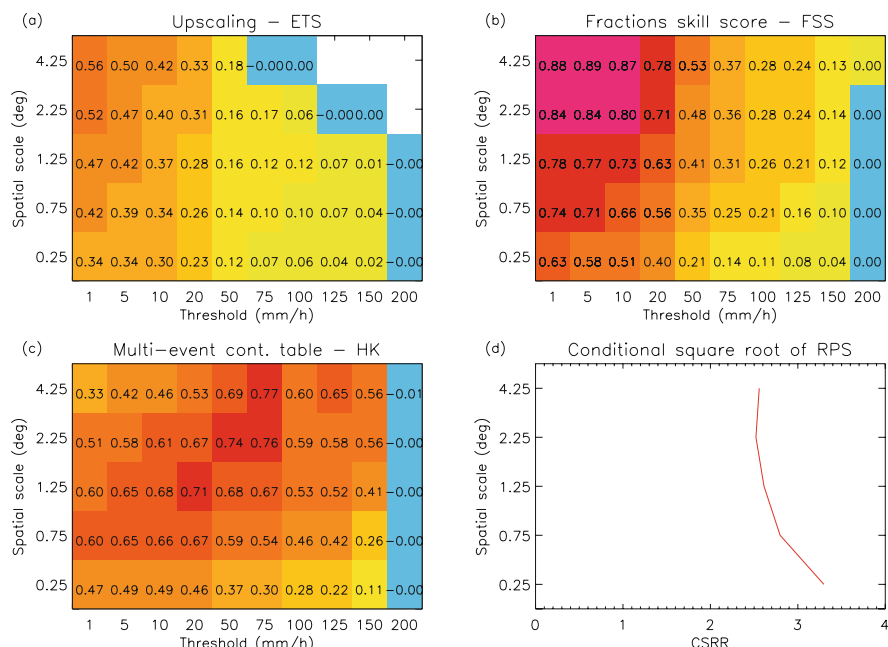 (a) Upscaling – ETS
Spatial scale (deg)
4.25 0.56 0.50 0.42 0.33 0.18 −0.00 0.00
2.25 0.52 0.47 0.40 0.31 0.16 0.17 0.06 −0.00 0.00
1.25 0.47 0.42 0.37 0.28 0.16 0.12 0.12 0.07 0.01 −0.00
0.75 0.42 0.39 0.34 0.26 0.14 0.10 0.10 0.07 0.04 −0.00
0.25 0.34 0.34 0.30 0.23 0.12 0.07 0.06 0.04 0.02 −0.00
1 5 10 20 50 75 100 125 150 200
Threshold (mm/h)
(b) Fractions skill score – FSS
Spatial scale (deg)
4.25 0.88 0.89 0.87 0.78 0.53 0.37 0.28 0.24 0.13 0.00
2.25 0.84 0.84 0.80 0.71 0.48 0.36 0.28 0.24 0.14 0.00
1.25 0.78 0.77 0.73 0.63 0.41 0.31 0.26 0.21 0.12 0.00
0.75 0.74 0.71 0.66 0.56 0.35 0.25 0.21 0.16 0.10 0.00
0.25 0.63 0.58 0.51 0.40 0.21 0.14 0.11 0.08 0.04 0.00
1 5 10 20 50 75 100 125 150 200
Threshold (mm/h)
(c) Multi−event cont. table – HK
Spatial scale (deg)
4.25 0.33 0.42 0.46 0.53 0.69 0.77 0.60 0.65 0.56 −0.01
2.25 0.51 0.58 0.61 0.67 0.74 0.76 0.59 0.58 0.56 −0.00
1.25 0.60 0.65 0.68 0.71 0.68 0.67 0.53 0.52 0.41 −0.00
0.75 0.60 0.65 0.66 0.67 0.59 0.54 0.46 0.42 0.26 −0.00
0.25 0.47 0.49 0.49 0.46 0.37 0.30 0.28 0.22 0.11 −0.00
1 5 10 20 50 75 100 125 150 200
Threshold (mm/h)
(d) Conditional square root of RPS
Spatial scale (deg)
4.25
2.25
1.25
0.75
0.25
0 1 2 3 4
CSRR